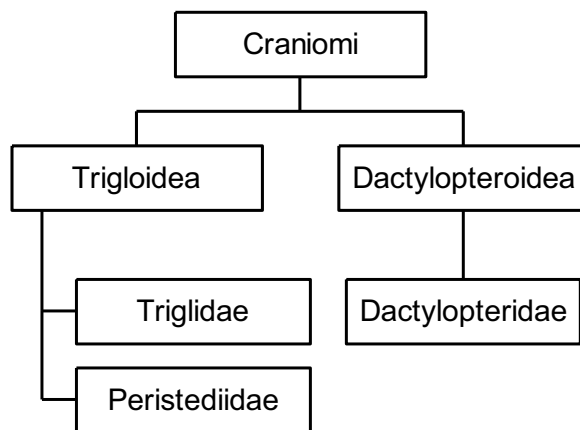 Craniomi
Trigloidea
Dactylopteroidea
Triglidae
Dactylopteridae
Peristediidae